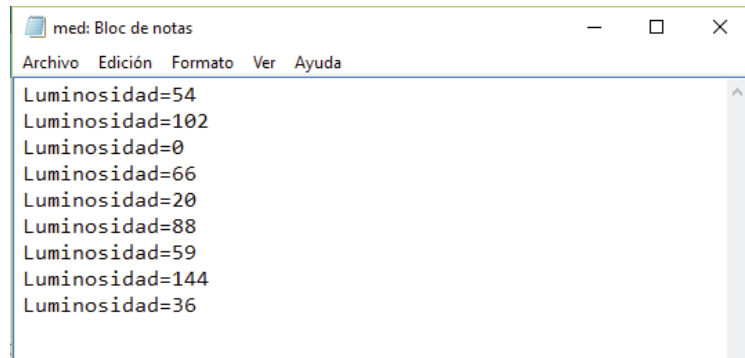 med: Bloc de notas
Archivo Edición Formato Ver Ayuda
Luminosidad=54
Luminosidad=102
Luminosidad=0
Luminosidad=66
Luminosidad=20
Luminosidad=88
Luminosidad=59
Luminosidad=144
Luminosidad=36